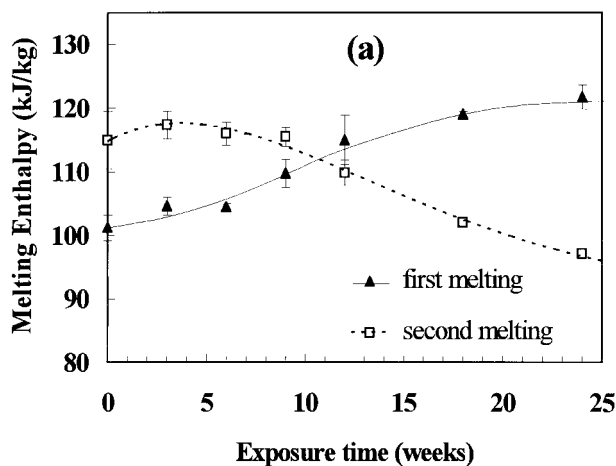 (a)
Melting Enthalpy (kJ/kg)
135
130
120
110
100
90
80
first melting
second melting
0
5
10
15
20
25
Exposure time (weeks)